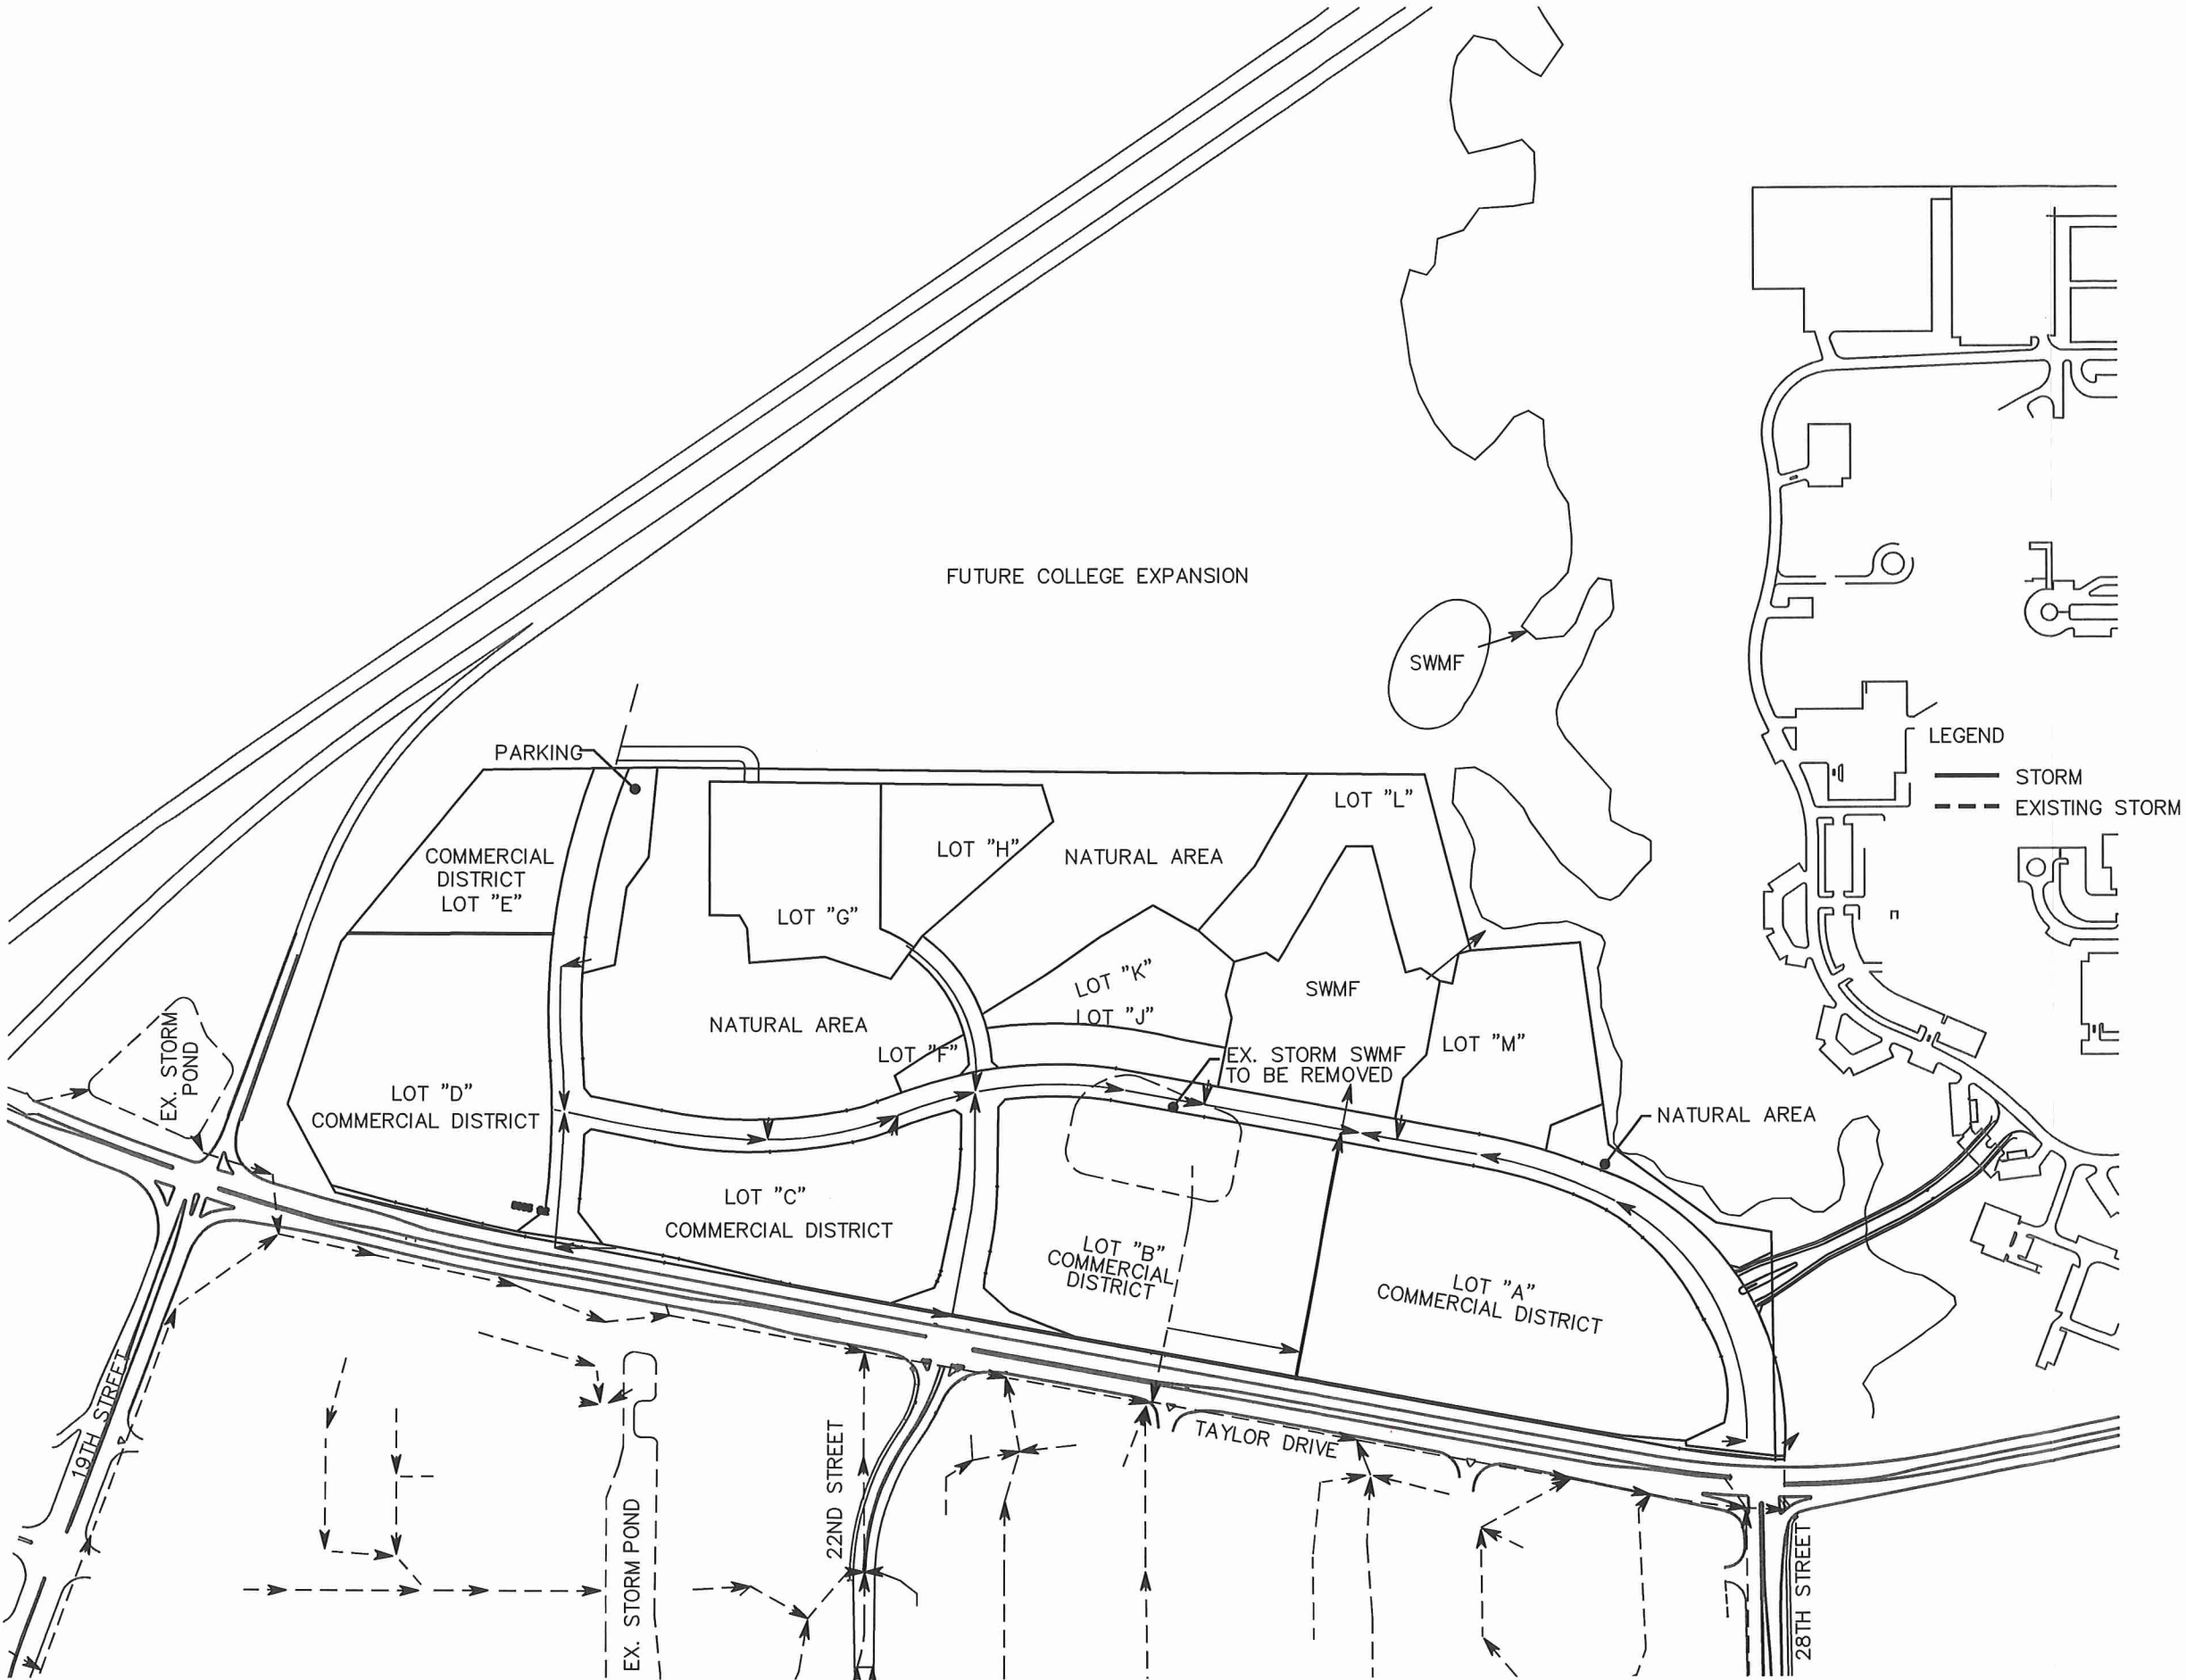 FUTURE COLLEGE EXPANSION
SWMF
PARKING
LEGEND
STORM
EXISTING STORM
LOT "L"
COMMERCIAL
DISTRICT
LOT "E"
LOT "H"
NATURAL AREA
LOT "G"
LOT "K"
SWMF
LOT "J"
NATURAL AREA
LOT "F"
LOT "M"
EX. STORM
POND
EX. STORM SWMF
TO BE REMOVED
LOT "D"
COMMERCIAL DISTRICT
NATURAL AREA
LOT "C"
COMMERCIAL DISTRICT
LOT "B"
COMMERCIAL
DISTRICT
LOT "A"
COMMERCIAL DISTRICT
19TH STREET
TAYLOR DRIVE
22ND STREET
EX. STORM POND
28TH STREET